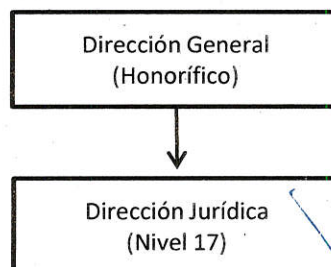 Dirección General
(Honorífico)
Dirección Jurídica
(Nivel 17)